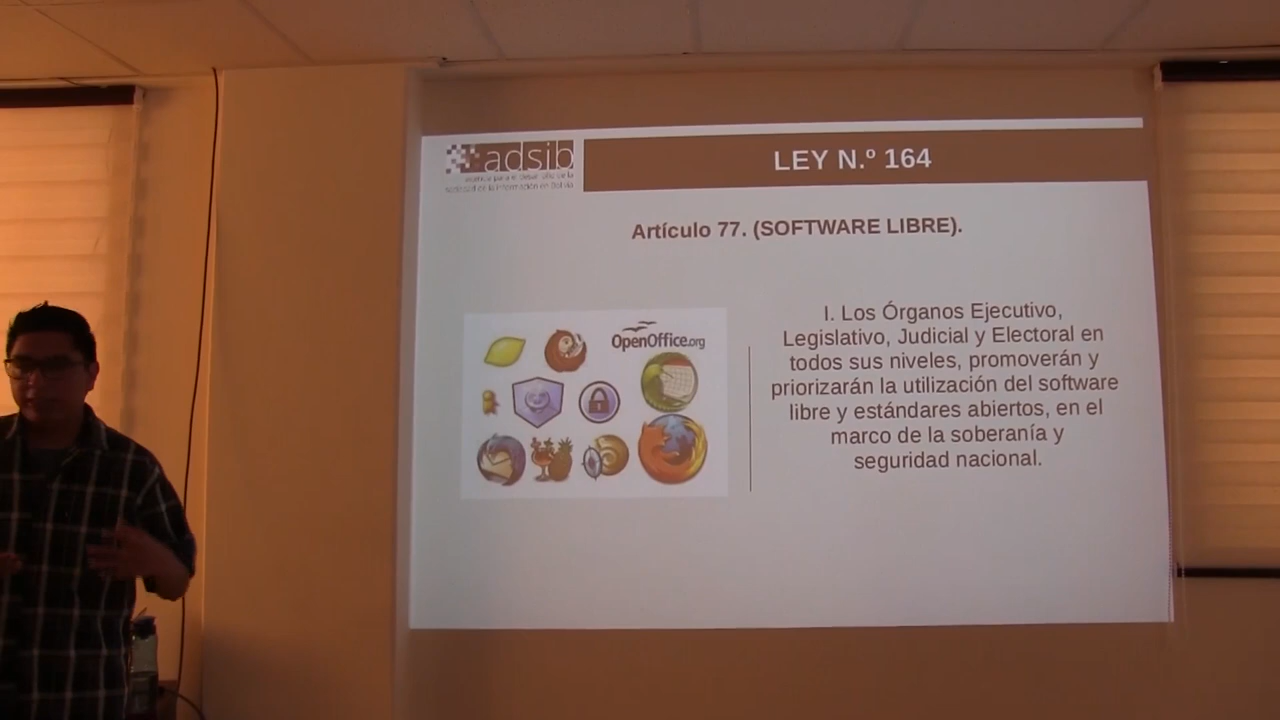 adsib
LEY N.º 164
Artículo 77. (SOFTWARE LIBRE).
OpenOffice.org
I. Los Órganos Ejecutivo,
Legislativo, Judicial y Electoral en
todos sus niveles, promoverán y
priorizarán la utilización del software
libre y estándares abiertos, en el
marco de la soberanía y
seguridad nacional.